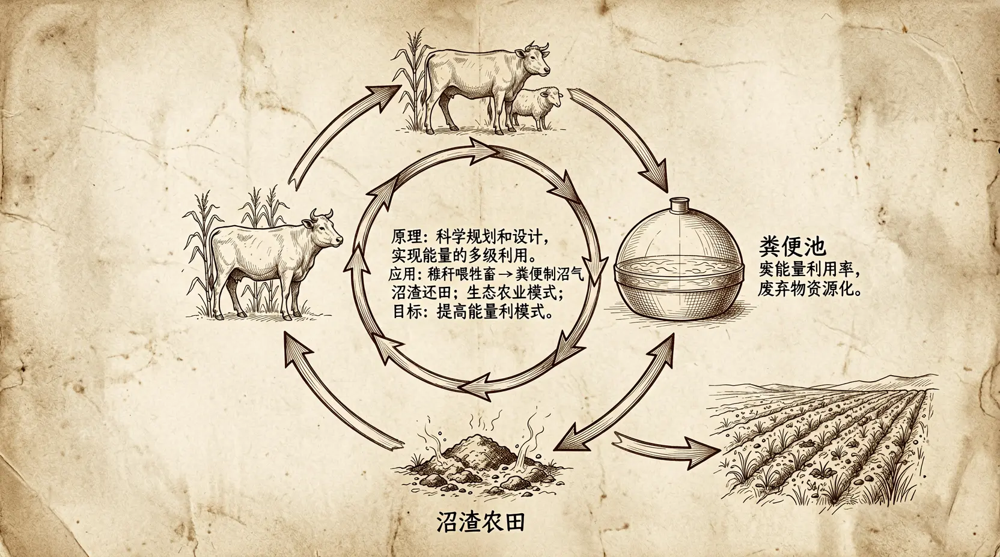 原理：科学规划和设计，
实现能量的多级利用。
应用：稚秆喂牲畜→粪便制沼气
沼渣还田；生态农业模式；
目标：提高能量利模式。
粪便池
能量利用率，
废弃物资源化。
沼渣农田